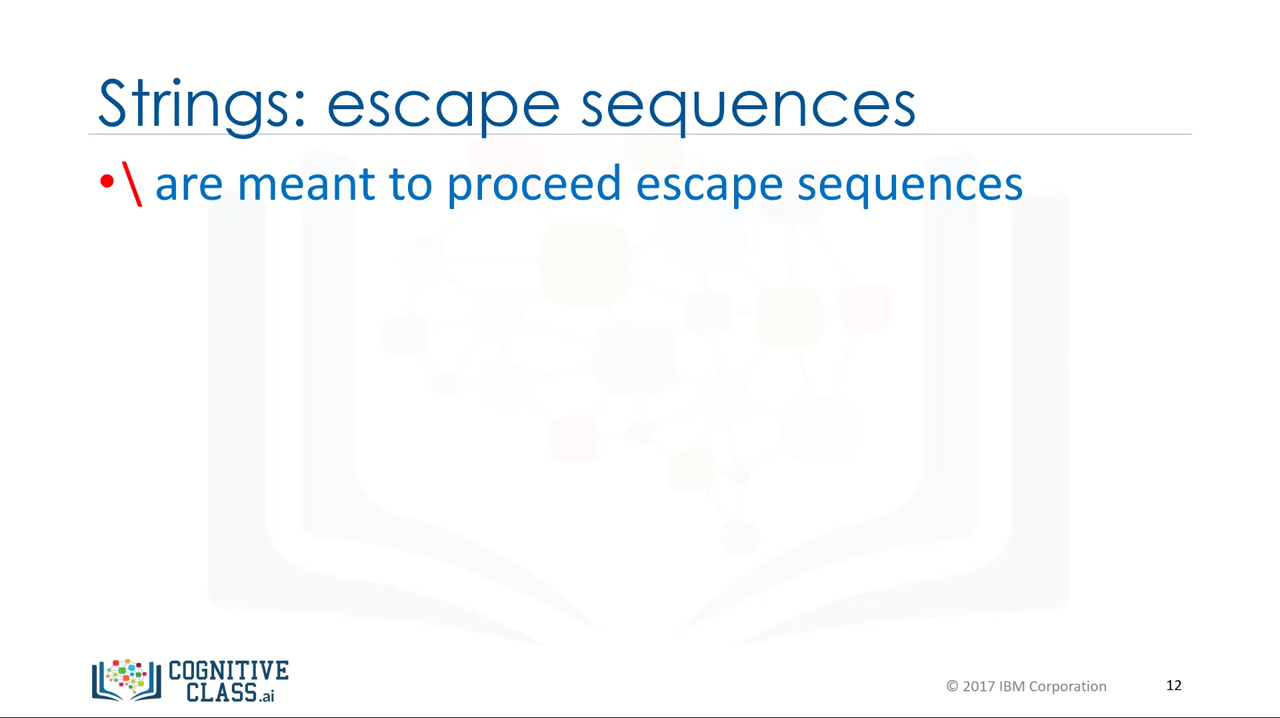 Strings: escape sequences
•\ are meant to proceed escape sequences
COGNITIVE
CLASS.ai
© 2017 IBM Corporation
12